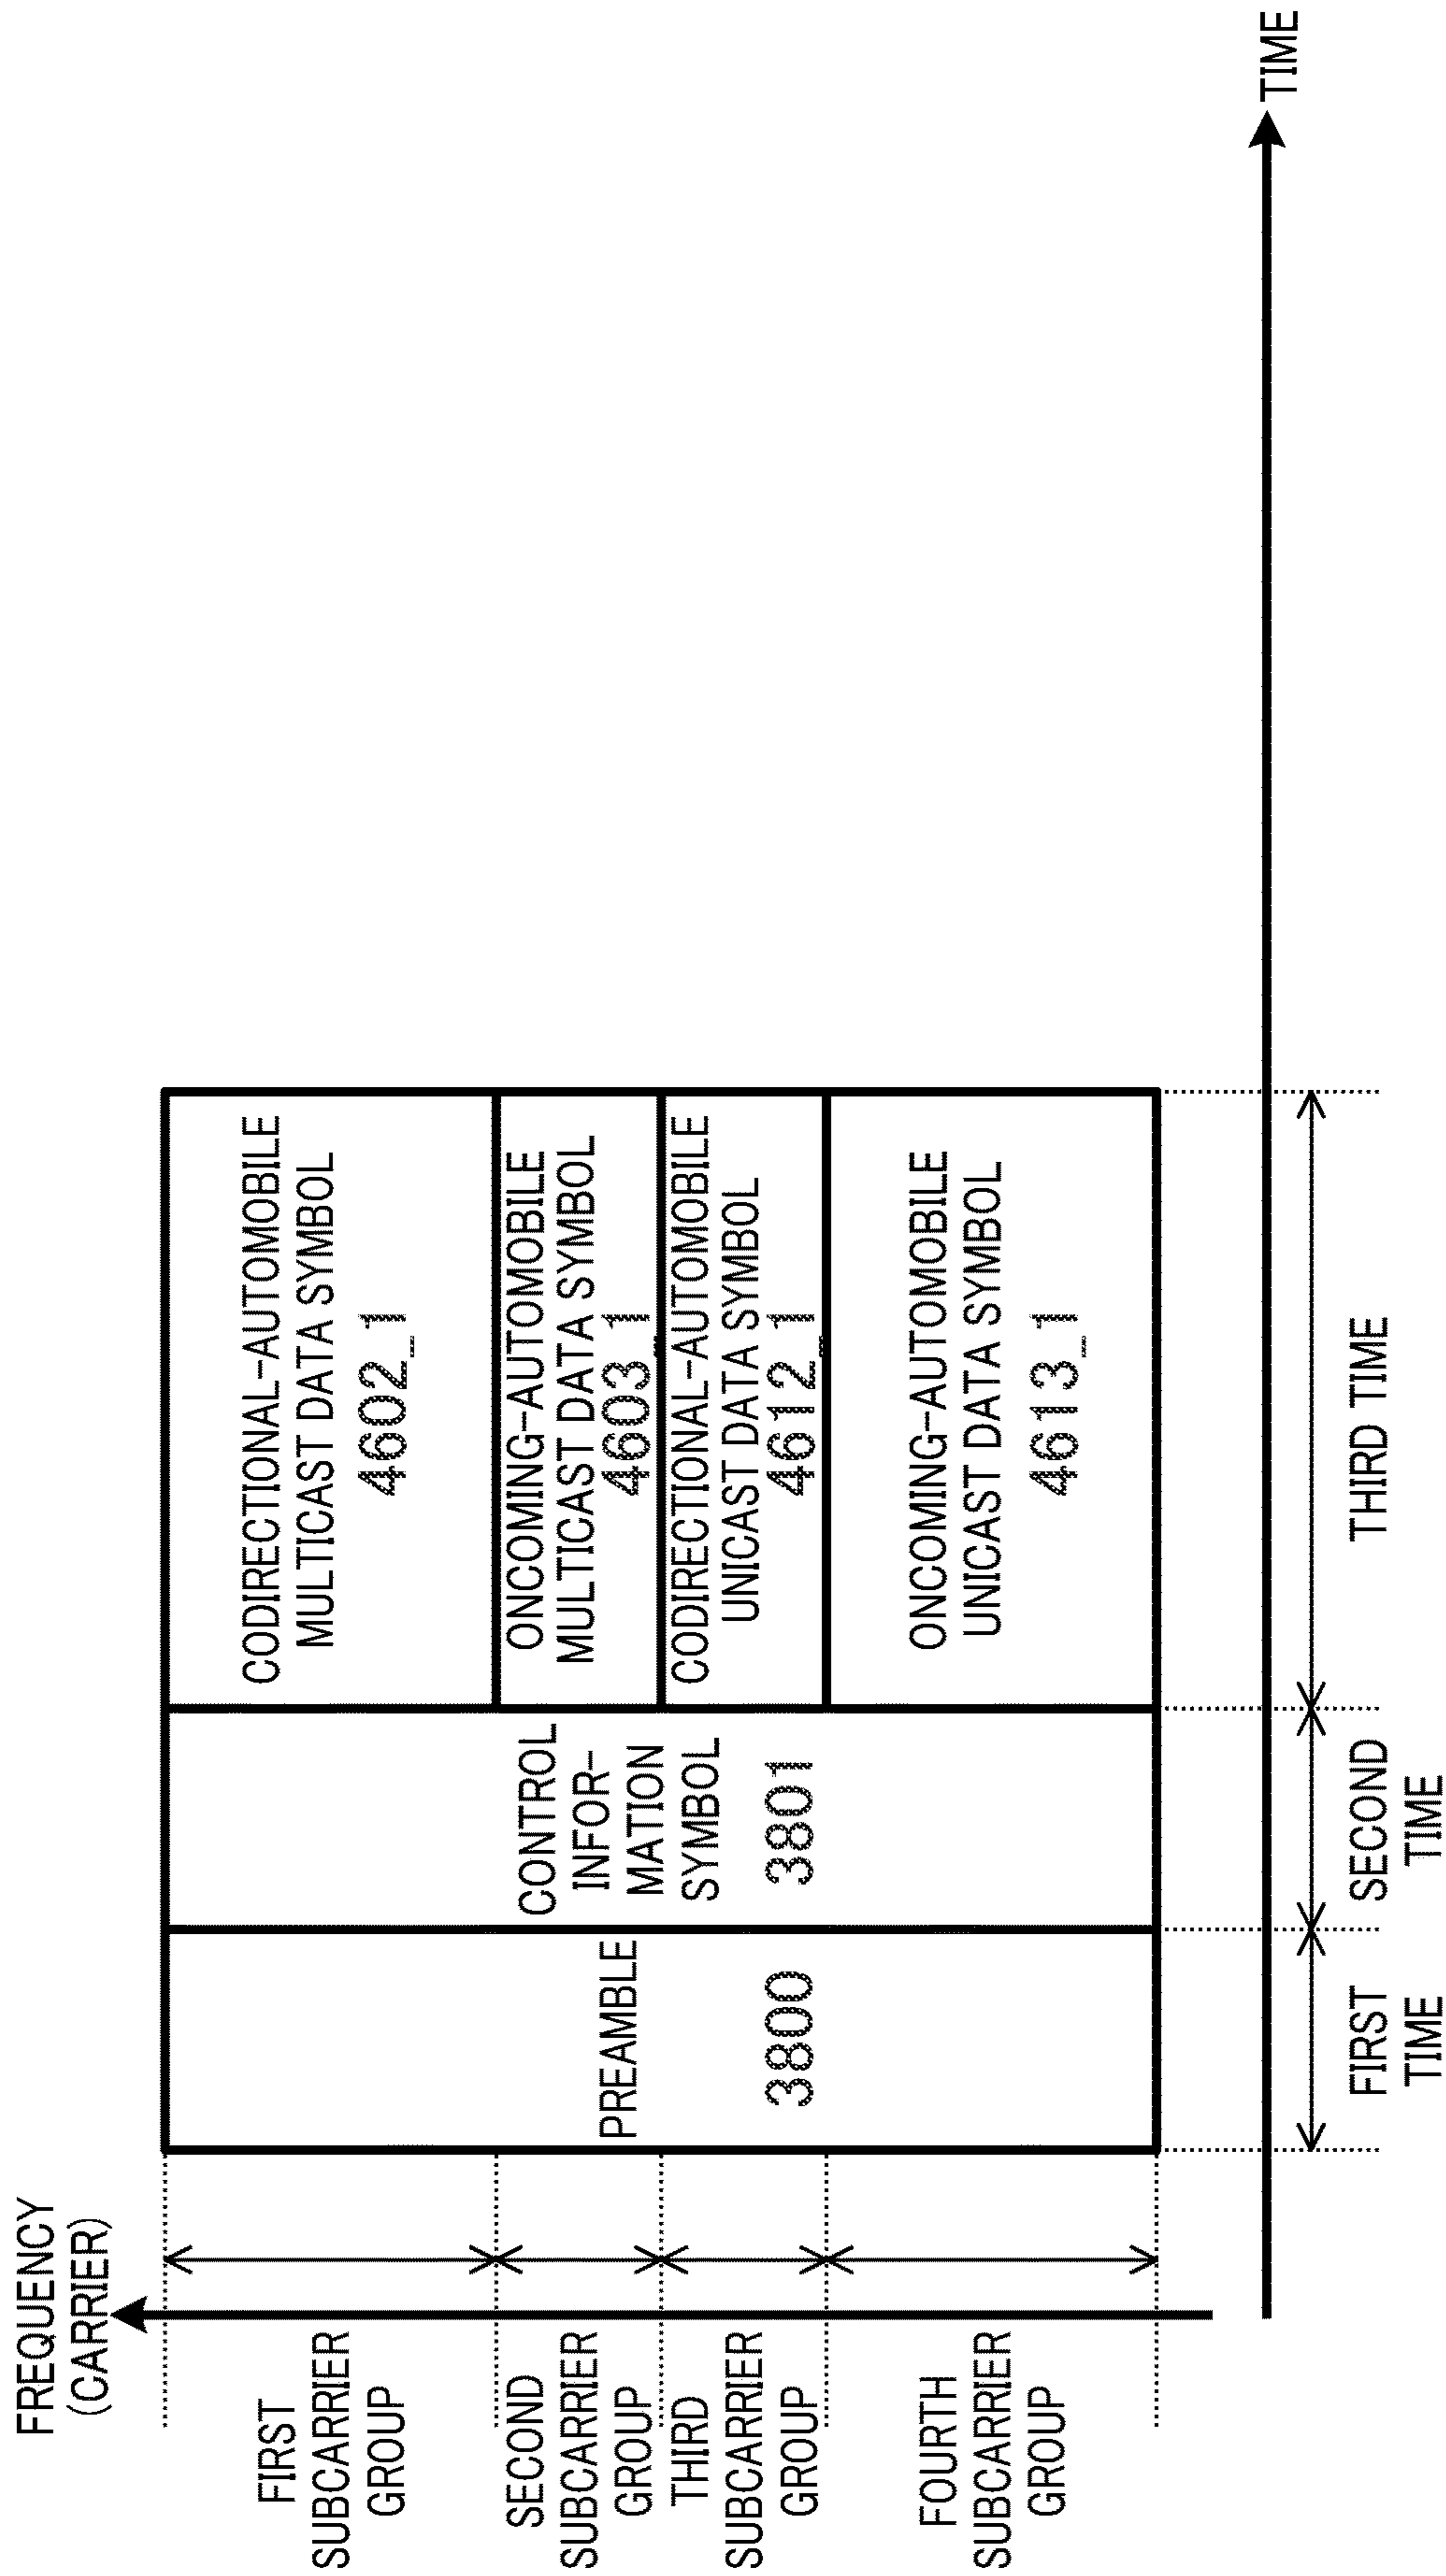 FREQUENCY
(CARRIER)
FIRST
SUBCARRIER
GROUP
SECOND
SUBCARRIER
GROUP
THIRD
SUBCARRIER
GROUP
FOURTH
SUBCARRIER
GROUP
PREAMBLE
3800
CONTROL
INFOR-
MATION
SYMBOL
3801
CODIRECTIONAL-AUTOMOBILE
MULTICAST DATA SYMBOL
4602_1
ONCOMING-AUTOMOBILE
MULTICAST DATA SYMBOL
4603_1
CODIRECTIONAL-AUTOMOBILE
UNICAST DATA SYMBOL
4612_1
ONCOMING-AUTOMOBILE
UNICAST DATA SYMBOL
4613_1
TIME
FIRST
TIME
SECOND
TIME
THIRD TIME